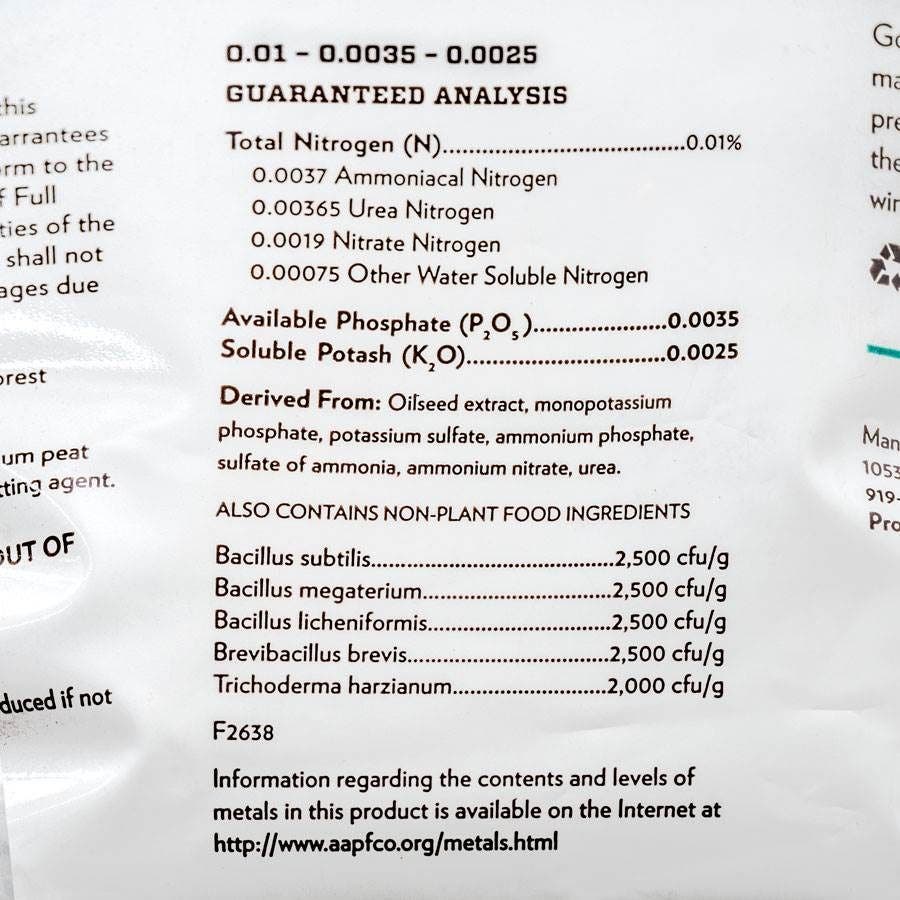 this
arrantees
rm to the
f Full
ties of the
shall not
ages due
orest
um peat
tting agent.
OUT OF
duced if not
0.01 – 0.0035 – 0.0025
GUARANTEED ANALYSIS
Total Nitrogen (N)..............................0.01%
0.0037 Ammoniacal Nitrogen
0.00365 Urea Nitrogen
0.0019 Nitrate Nitrogen
0.00075 Other Water Soluble Nitrogen
Available Phosphate (P₂O₅)....................0.0035
Soluble Potash (K₂O)..............................0.0025
Derived From: Oilseed extract, monopotassium
phosphate, potassium sulfate, ammonium phosphate,
sulfate of ammonia, ammonium nitrate, urea.
ALSO CONTAINS NON-PLANT FOOD INGREDIENTS
Bacillus subtilis....................................2,500 cfu/g
Bacillus megaterium............................2,500 cfu/g
Bacillus licheniformis...........................2,500 cfu/g
Brevibacillus brevis..............................2,500 cfu/g
Trichoderma harzianum.......................2,000 cfu/g
F2638
Information regarding the contents and levels of
metals in this product is available on the Internet at
http://www.aapfco.org/metals.html
Go
ma
pre
the
wir
Man
1053
919-
Pro